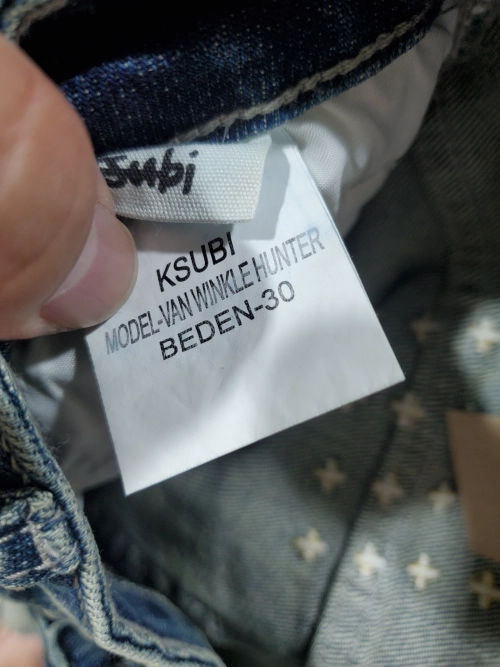 Ksubi
KSUBI
MODEL-VAN WINKLE HUNTER
BEDEN-30